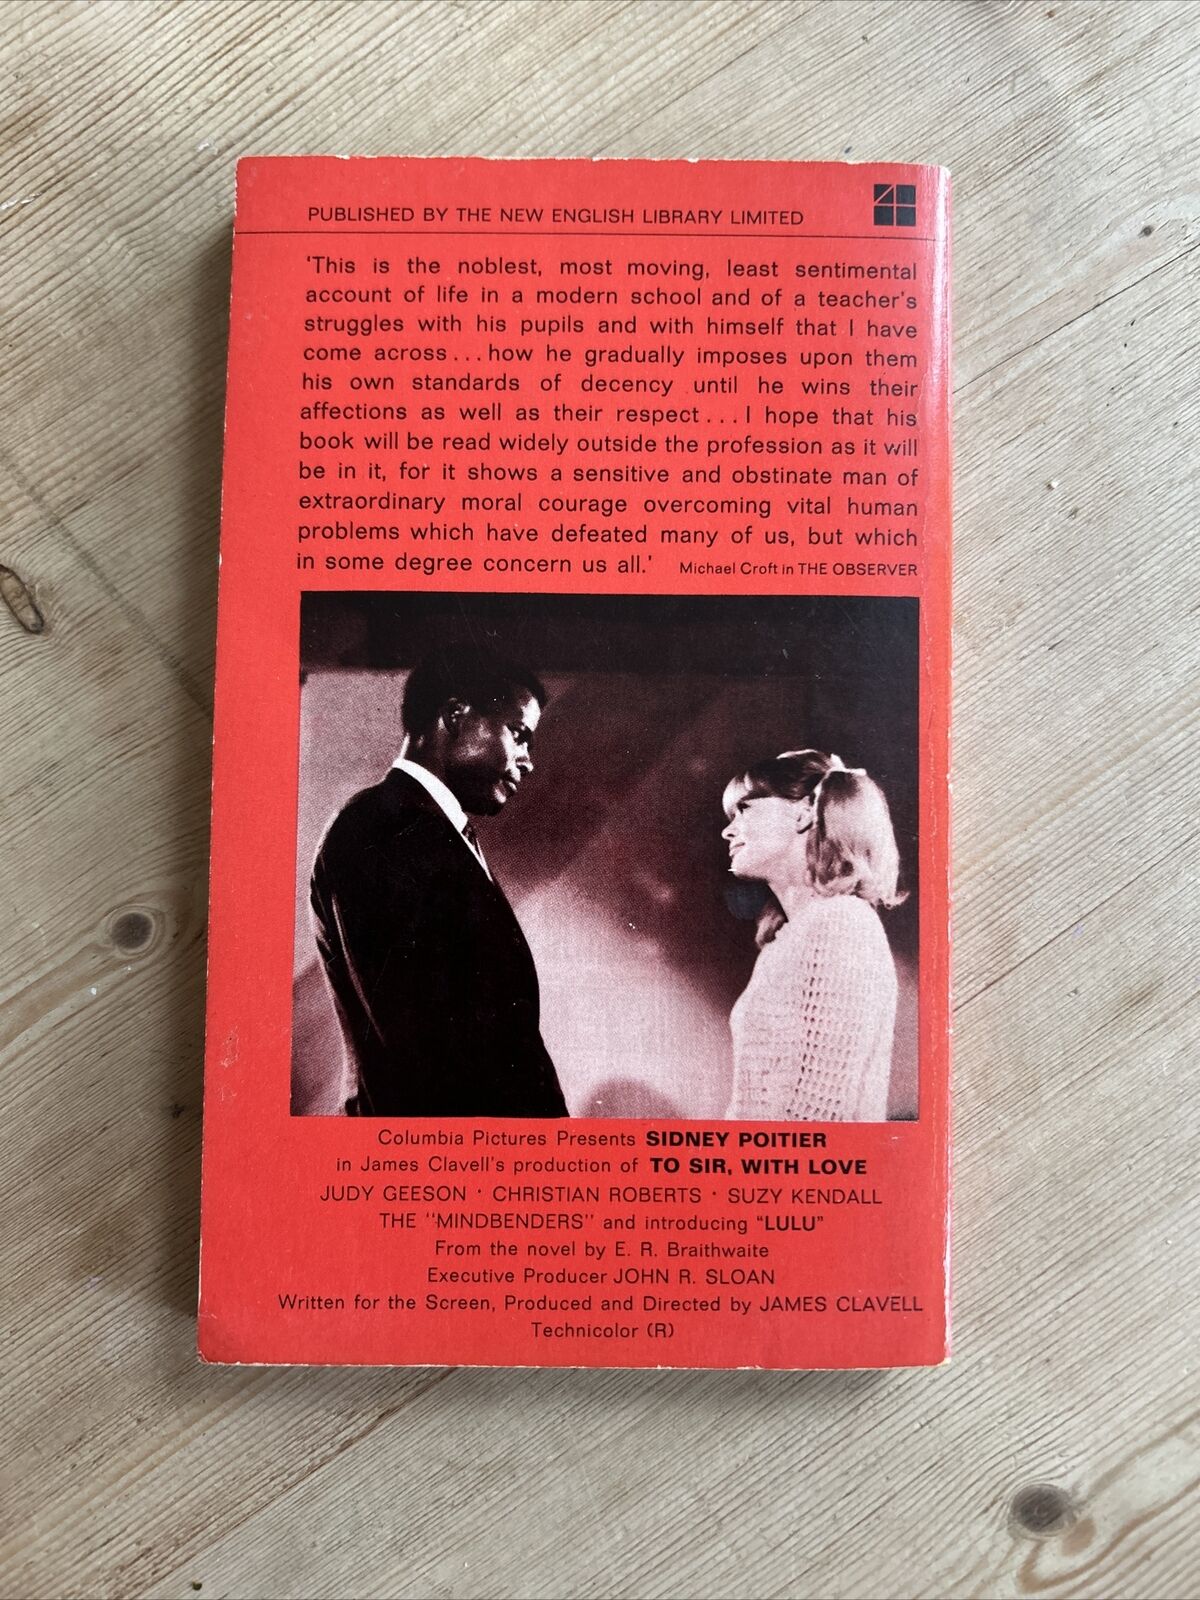 PUBLISHED BY THE NEW ENGLISH LIBRARY LIMITED
'This is the noblest, most moving, least sentimental
account of life in a modern school and of a teacher's
struggles with his pupils and with himself that I have
come across...how he gradually imposes upon them
his own standards of decency until he wins their
affections as well as their respect...I hope that his
book will be read widely outside the profession as it will
be in it, for it shows a sensitive and obstinate man of
extraordinary moral courage overcoming vital human
problems which have defeated many of us, but which
in some degree concern us all.' Michael Croft in THE OBSERVER
Columbia Pictures Presents SIDNEY POITIER
in James Clavell's production of TO SIR, WITH LOVE
JUDY GEESON · CHRISTIAN ROBERTS · SUZY KENDALL
THE "MINDBENDERS" and introducing "LULU"
From the novel by E. R. Braithwaite
Executive Producer JOHN R. SLOAN
Written for the Screen, Produced and Directed by JAMES CLAVELL
Technicolor (R)